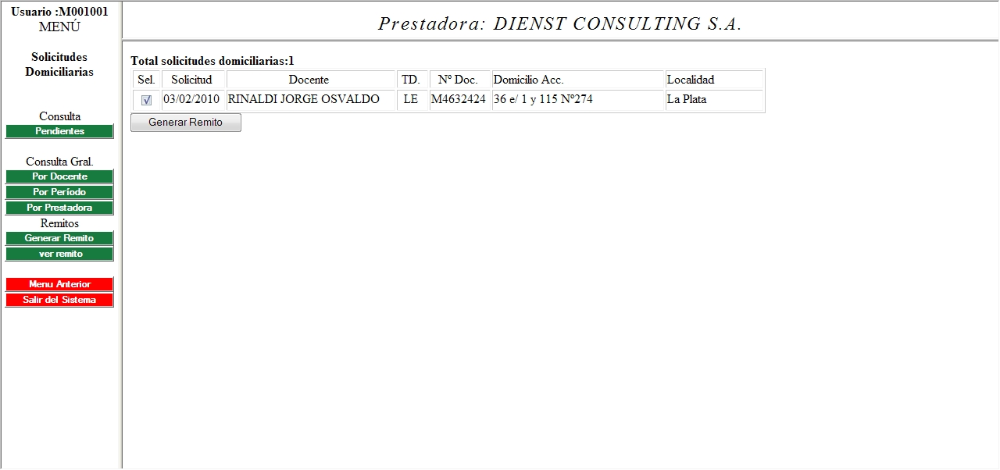 Usuario :M001001
MENÚ
Solicitudes
Domiciliarias
Consulta
Pendientes
Consulta Gral.
Por Docente
Por Período
Por Prestadora
Remitos
Generar Remito
ver remito
Menu Anterior
Salir del Sistema
Prestadora: DIENST CONSULTING S.A.
Total solicitudes domiciliarias:1
Sel. Solicitud Docente TD. Nº Doc. Domicilio Acc. Localidad
03/02/2010 RINALDI JORGE OSVALDO LE M4632424 36 e/ 1 y 115 Nº274 La Plata
Generar Remito